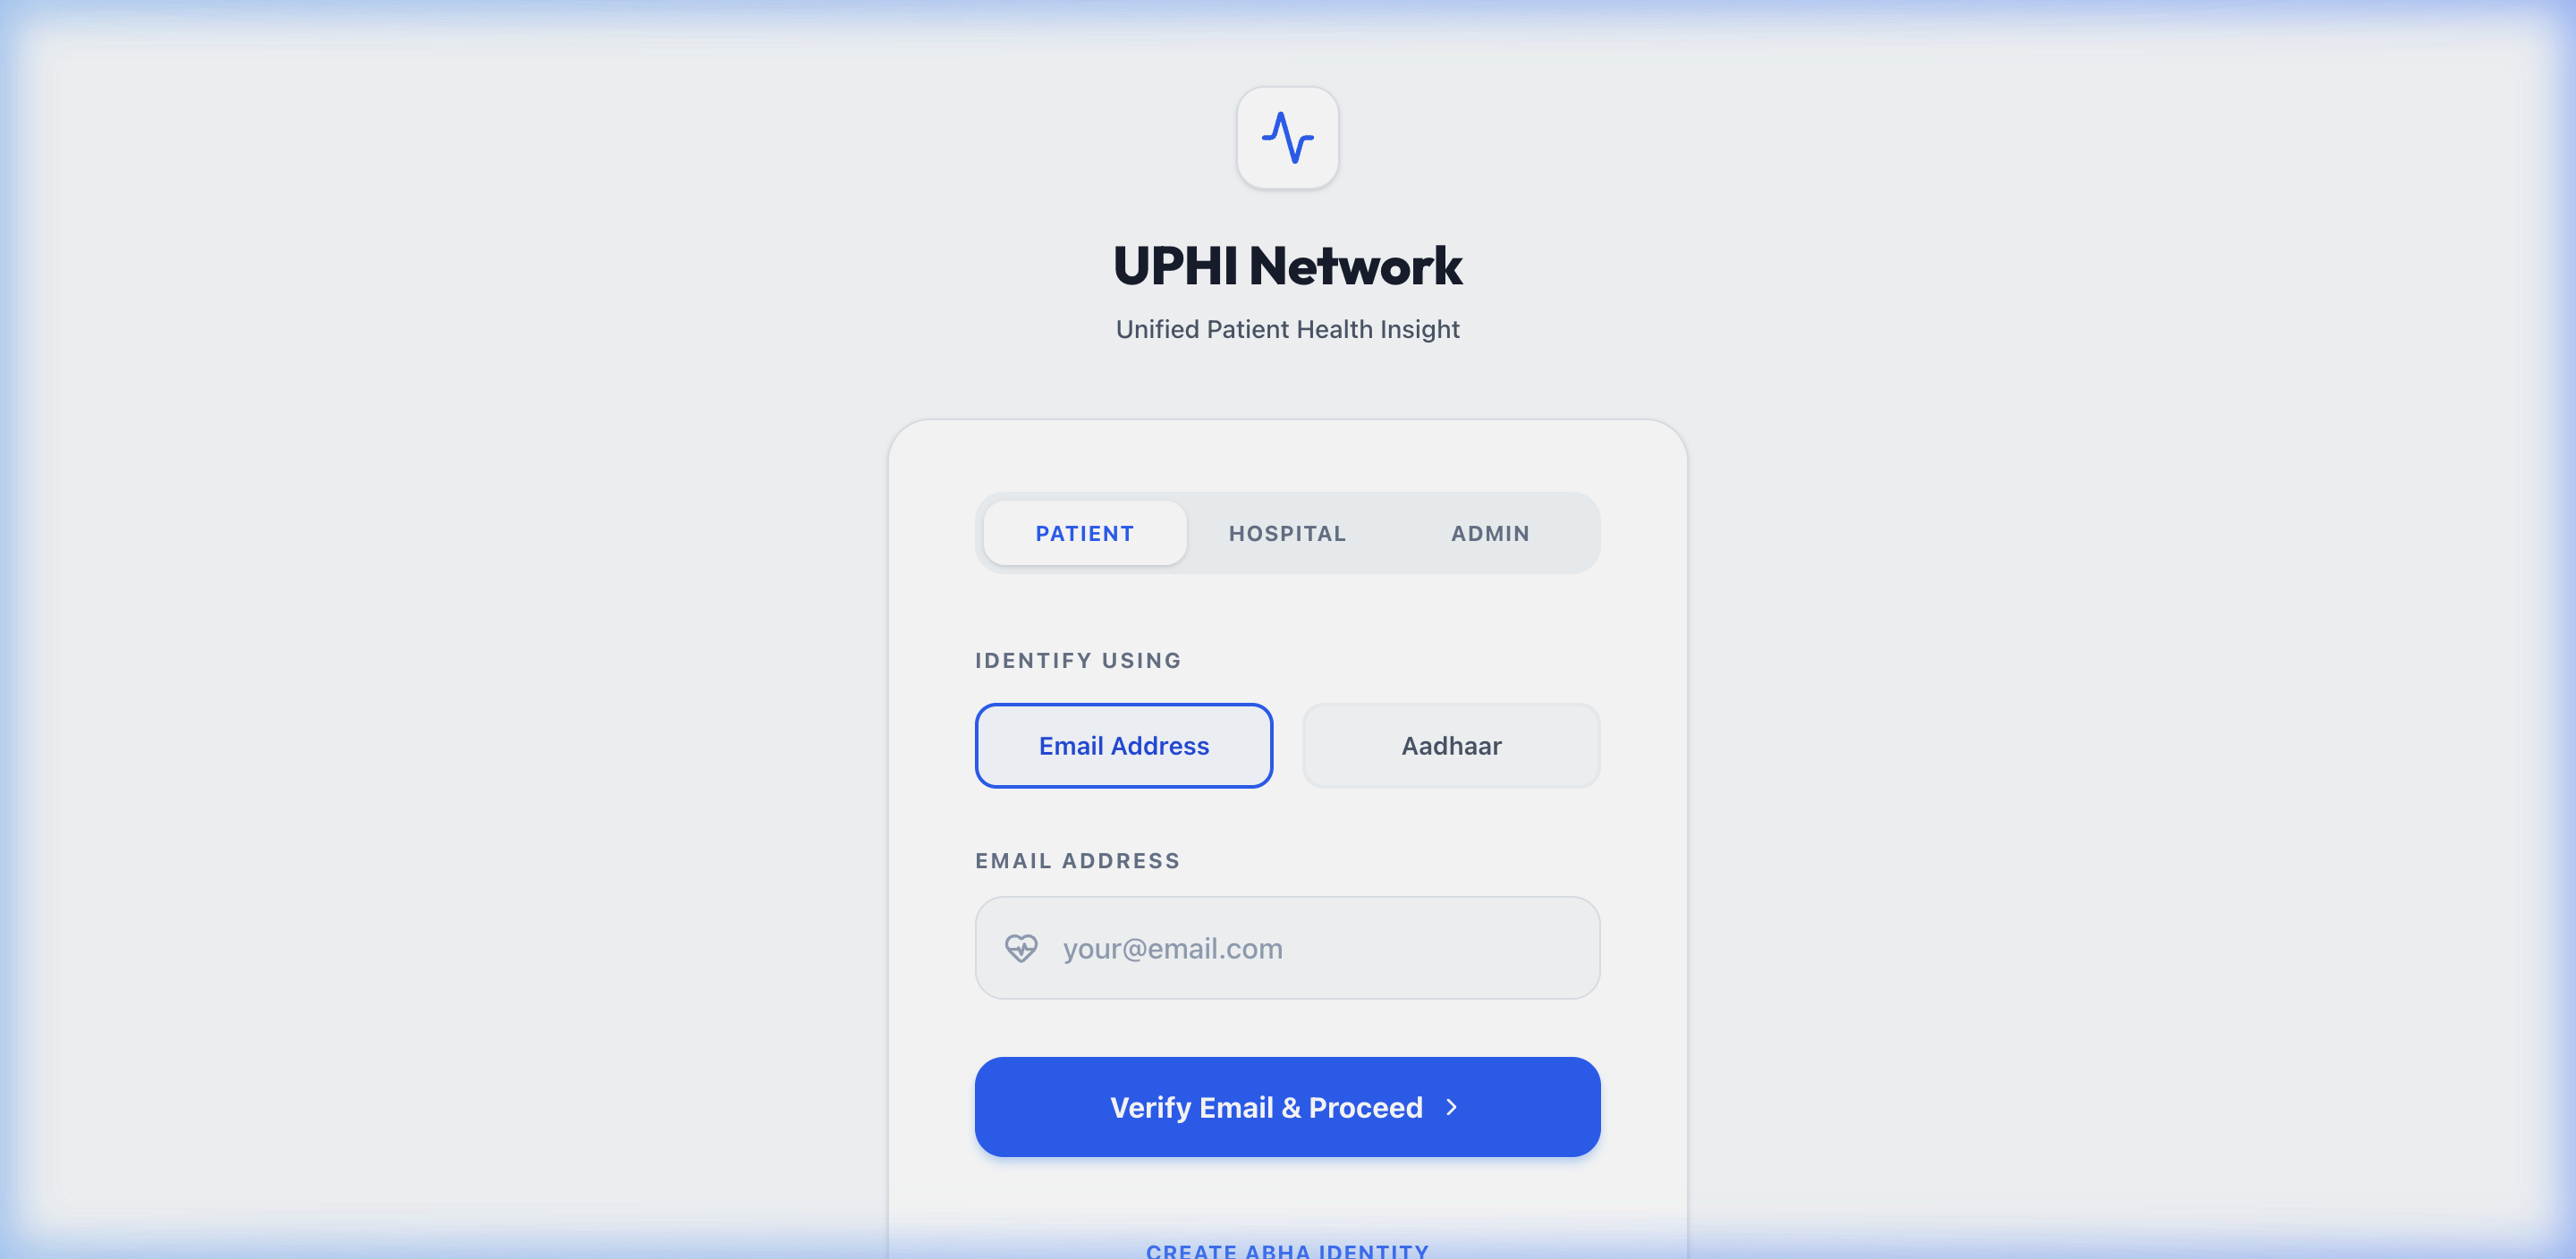 UPHI Network
Unified Patient Health Insight
PATIENT HOSPITAL ADMIN
IDENTIFY USING
Email Address Aadhaar
EMAIL ADDRESS
your@email.com
Verify Email & Proceed
CREATE ABHA IDENTITY